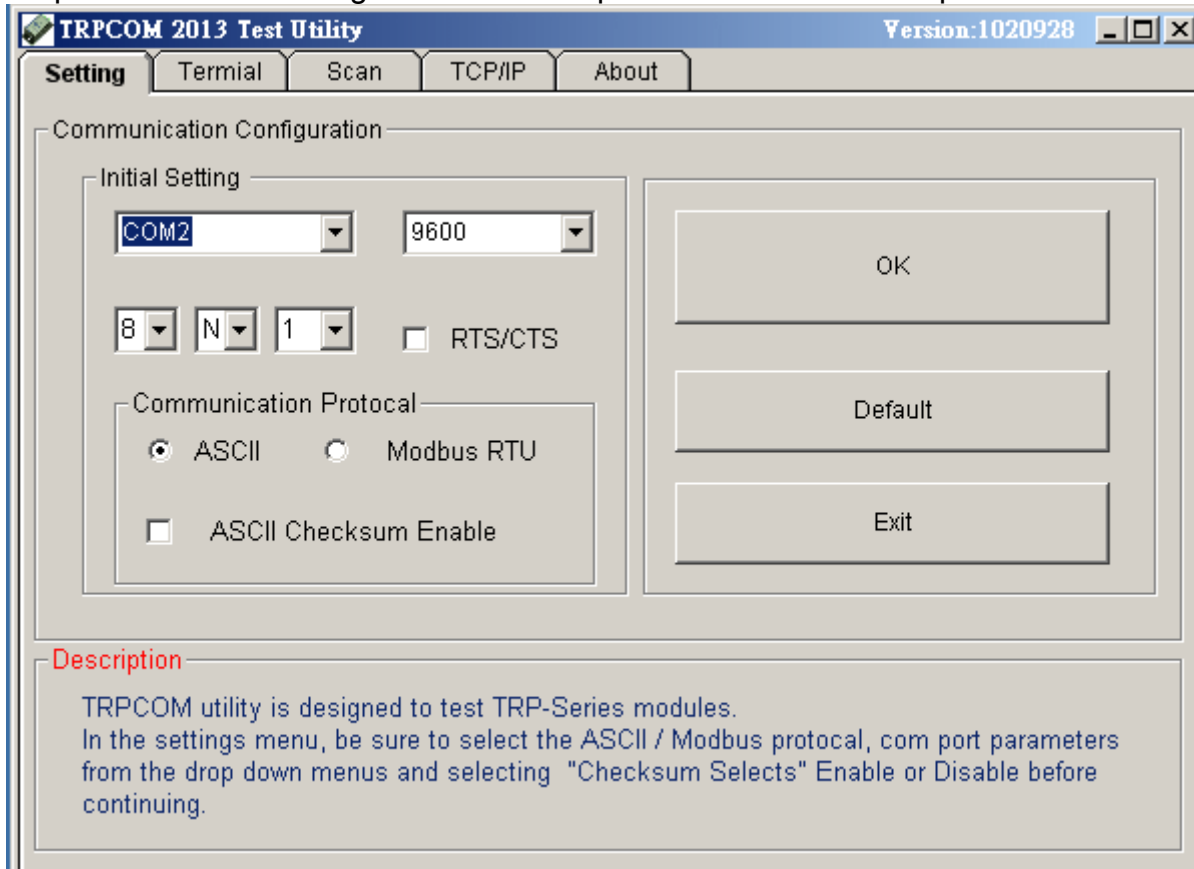 TRPCOM 2013 Test Utility Version:1020928
Setting Termial Scan TCP/IP About
Communication Configuration
Initial Setting
COM2 9600
OK
8 N 1 RTS/CTS
Communication Protocal
Default
ASCII Modbus RTU
ASCII Checksum Enable
Exit
Description
TRPCOM utility is designed to test TRP-Series modules.
In the settings menu, be sure to select the ASCII / Modbus protocal, com port parameters
from the drop down menus and selecting "Checksum Selects" Enable or Disable before
continuing.